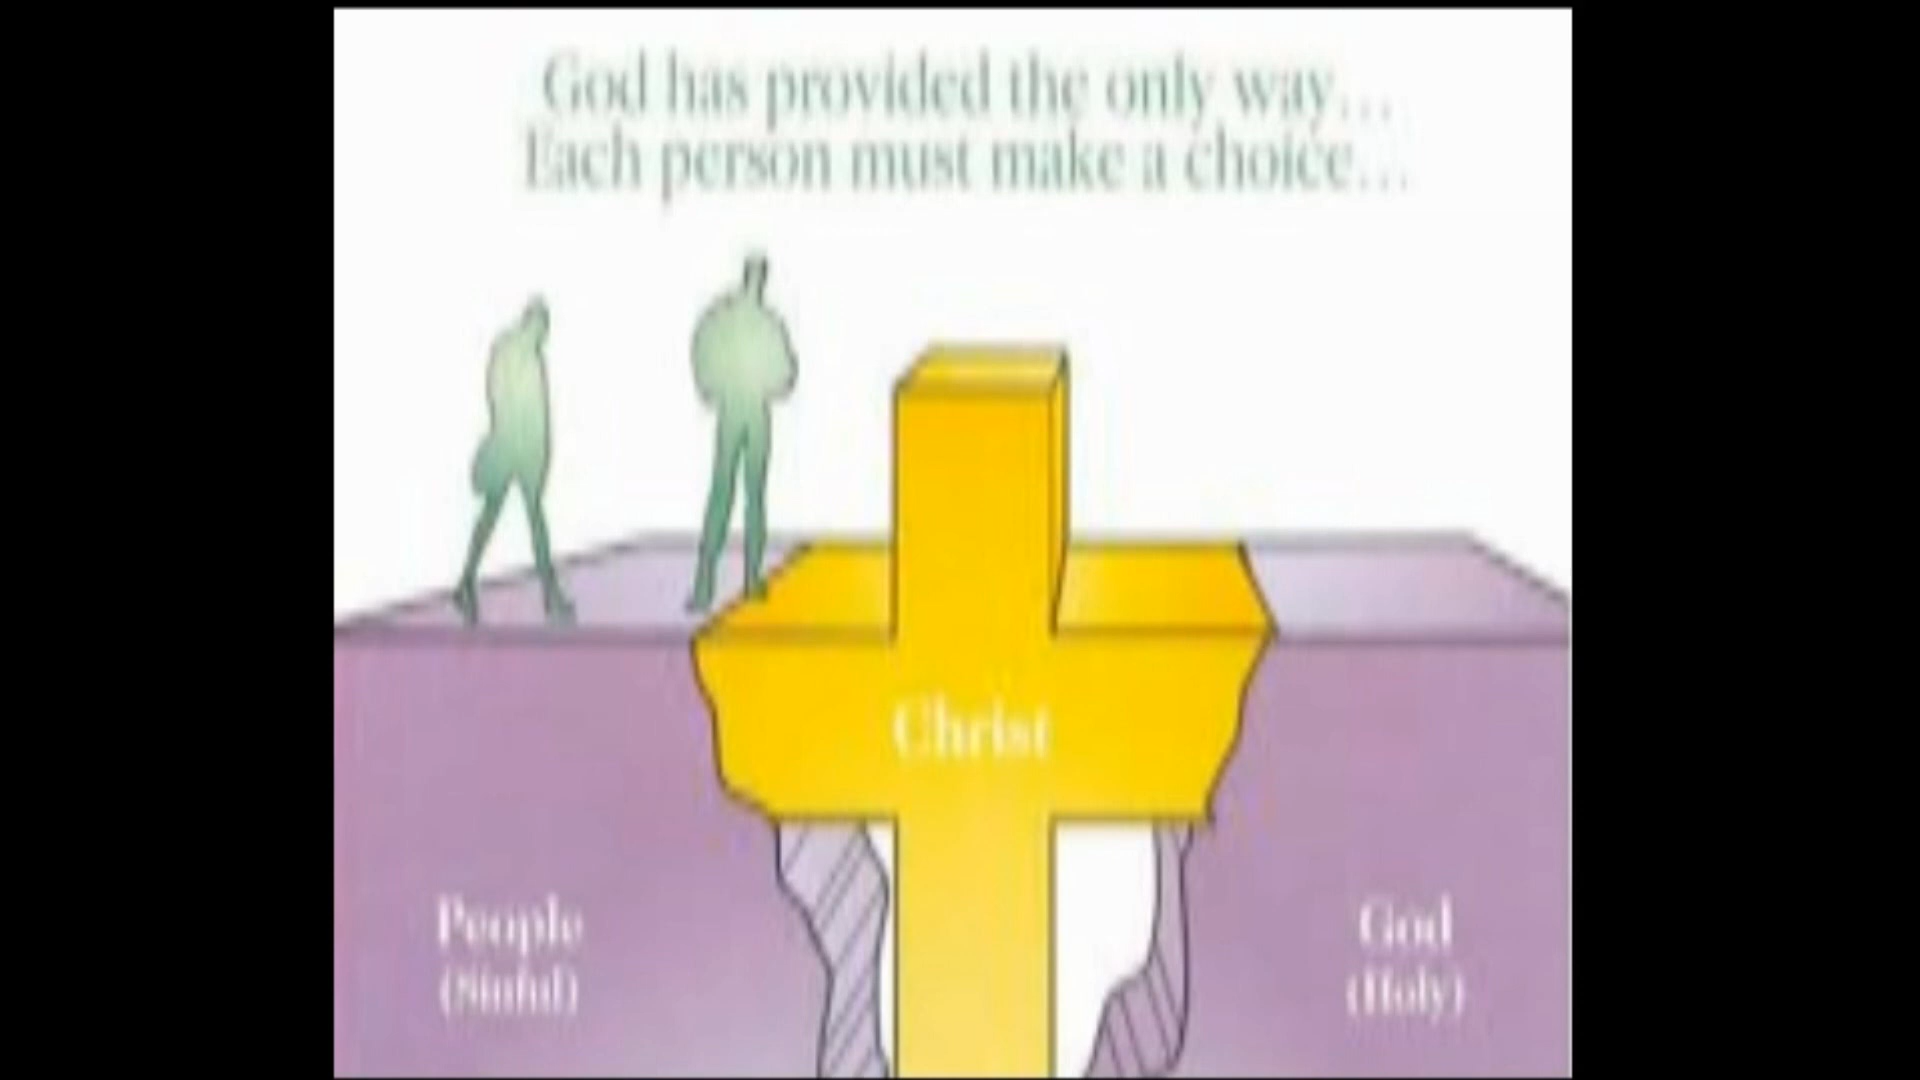 God has provided the only way...
Each person must make a choice...
Christ
People
(Sinful)
God
(Holy)